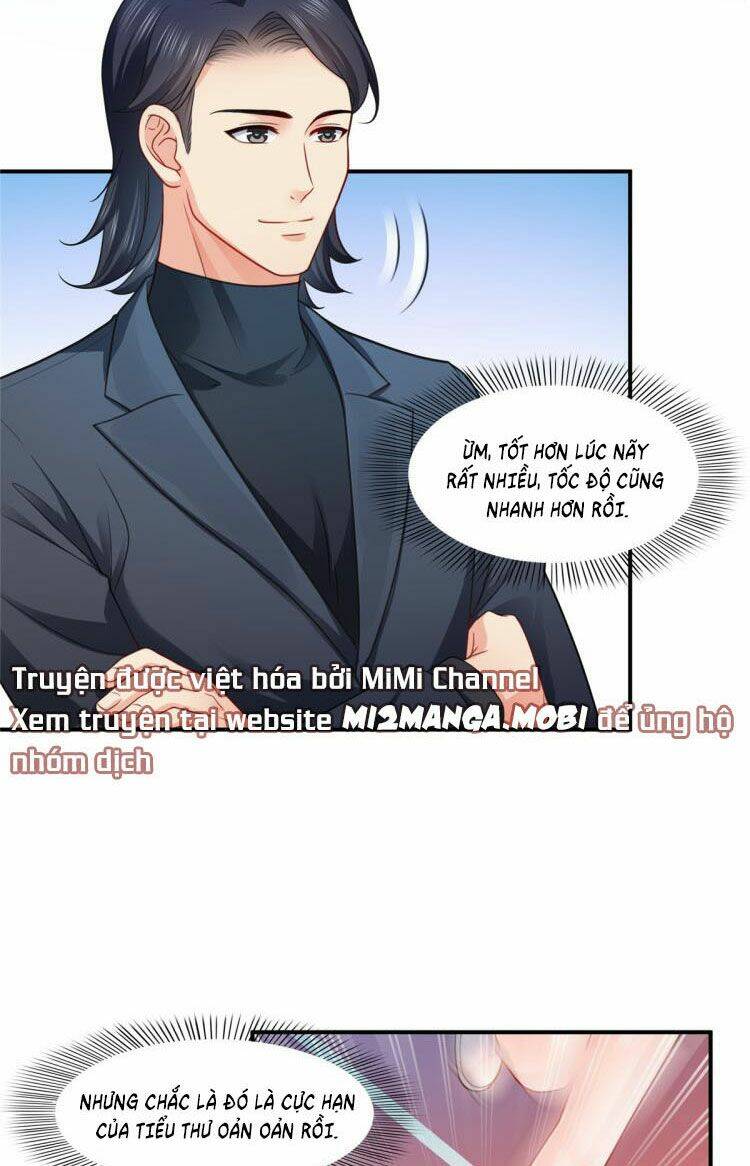 ỪM, TỐT HƠN LÚC NÃY
RẤT NHIỀU, TỐC ĐỘ CŨNG
NHANH HƠN RỒI.
Truyện được việt hóa bởi MiMi Channel
Xem truyện tại website MI2MANGA.MOBI để ủng hộ
nhóm dịch
NHƯNG CHẮC LÀ ĐÓ LÀ CỰC HẠN
CỦA TIỂU THƯ OẢN OẢN RỒI.